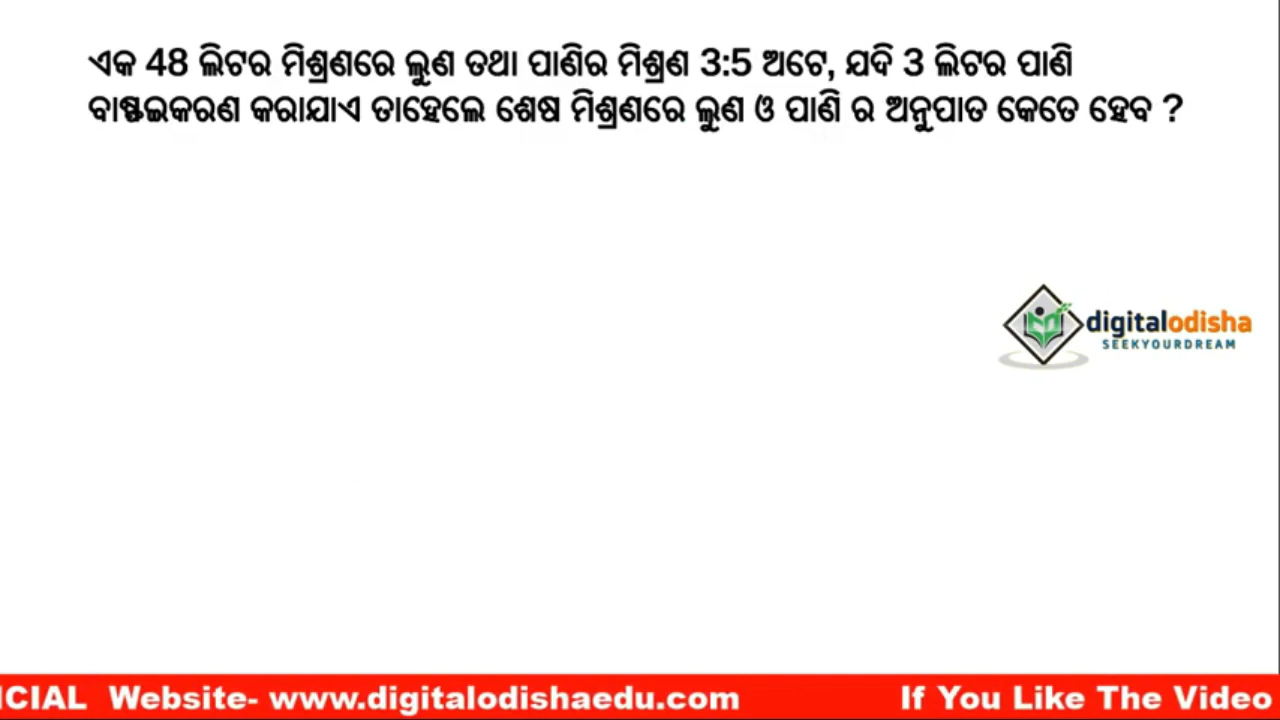 ଏକ 48 ଲିଟର ମିଶ୍ରଣରେ ଲୁଣ ତଥା ପାଣିର ମିଶ୍ରଣ 3:5 ଅଟେ, ଯଦି 3 ଲିଟର ପାଣି
ବାଷ୍ଟଇକରଣ କରାଯାଏ ତାହେଲେ ଶେଷ ମିଶ୍ରଣରେ ଲୁଣ ଓ ପାଣି ର ଅନୁପାତ କେତେ ହେବ ?
digitalodisha
SEEKYOURDREAM
ICIAL Website- www.digitalodishaedu.com If You Like The Video